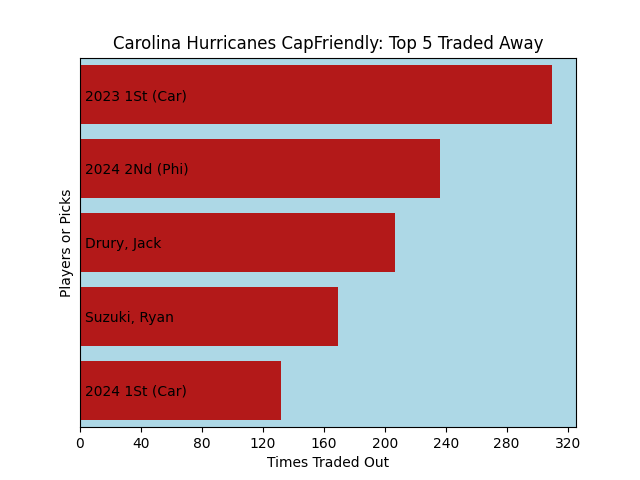 Carolina Hurricanes CapFriendly: Top 5 Traded Away
Players or Picks
2023 1St (Car)
2024 2Nd (Phi)
Drury, Jack
Suzuki, Ryan
2024 1St (Car)
0 40 80 120 160 200 240 280 320
Times Traded Out